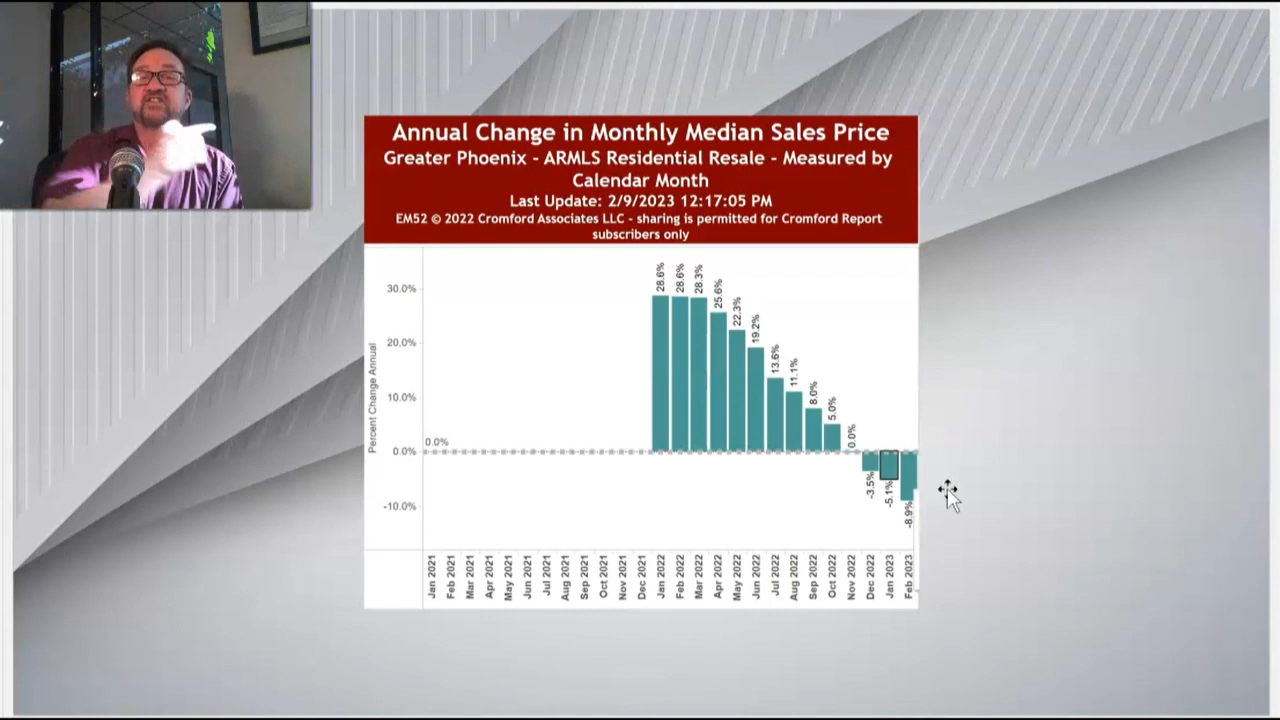 Annual Change in Monthly Median Sales Price
Greater Phoenix - ARMLS Residential Resale - Measured by
Calendar Month
Last Update: 2/9/2023 12:17:05 PM
EM52 © 2022 Cromford Associates LLC - sharing is permitted for Cromford Report
subscribers only
Percent Change Annual
30.0%
20.0%
10.0%
0.0%
-10.0%
0.0%
28.6%
28.6%
28.3%
25.6%
22.3%
19.2%
13.6%
11.1%
8.0%
5.0%
0.0%
-3.5%
-5.1%
-8.9%
Jan 2021
Feb 2021
Mar 2021
Apr 2021
May 2021
Jun 2021
Jul 2021
Aug 2021
Sep 2021
Oct 2021
Nov 2021
Dec 2021
Jan 2022
Feb 2022
Mar 2022
Apr 2022
May 2022
Jun 2022
Jul 2022
Aug 2022
Sep 2022
Oct 2022
Nov 2022
Dec 2022
Jan 2023
Feb 2023